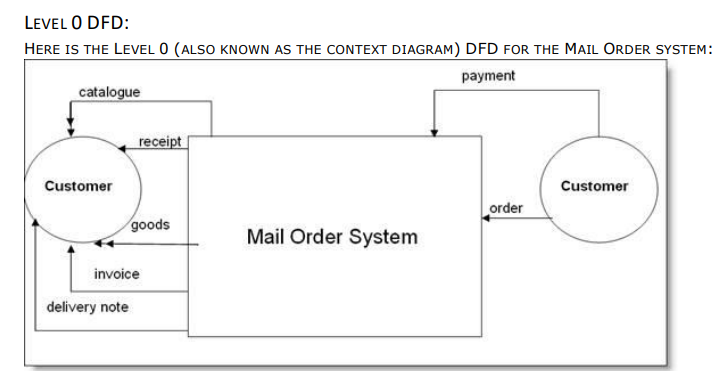 LEVEL 0 DFD:
HERE IS THE LEVEL 0 (ALSO KNOWN AS THE CONTEXT DIAGRAM) DFD FOR THE MAIL ORDER SYSTEM:
payment
catalogue
receipt
Customer
Customer
order
goods
Mail Order System
invoice
delivery note